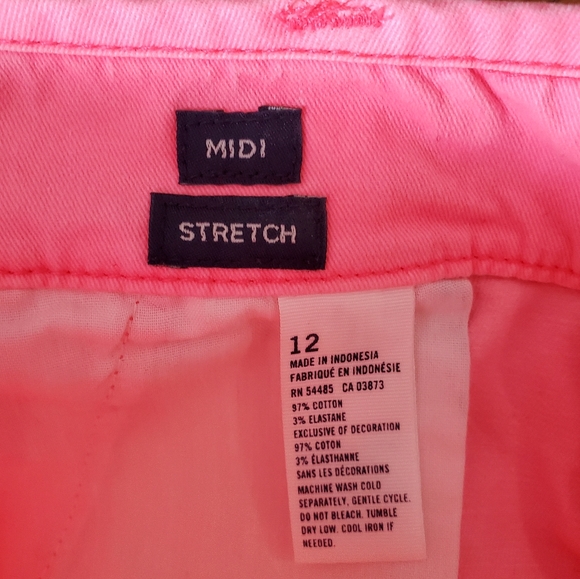 MIDI
STRETCH
12
MADE IN INDONESIA
FABRIQUÉ EN INDONÉSIE
RN 54485 CA 03873
97% COTTON
3% ELASTANE
EXCLUSIVE OF DECORATION
97% COTON
3% ÉLASTHANNE
SANS LES DÉCORATIONS
MACHINE WASH COLD
SEPARATELY, GENTLE CYCLE.
DO NOT BLEACH. TUMBLE
DRY LOW. COOL IRON IF
NEEDED.